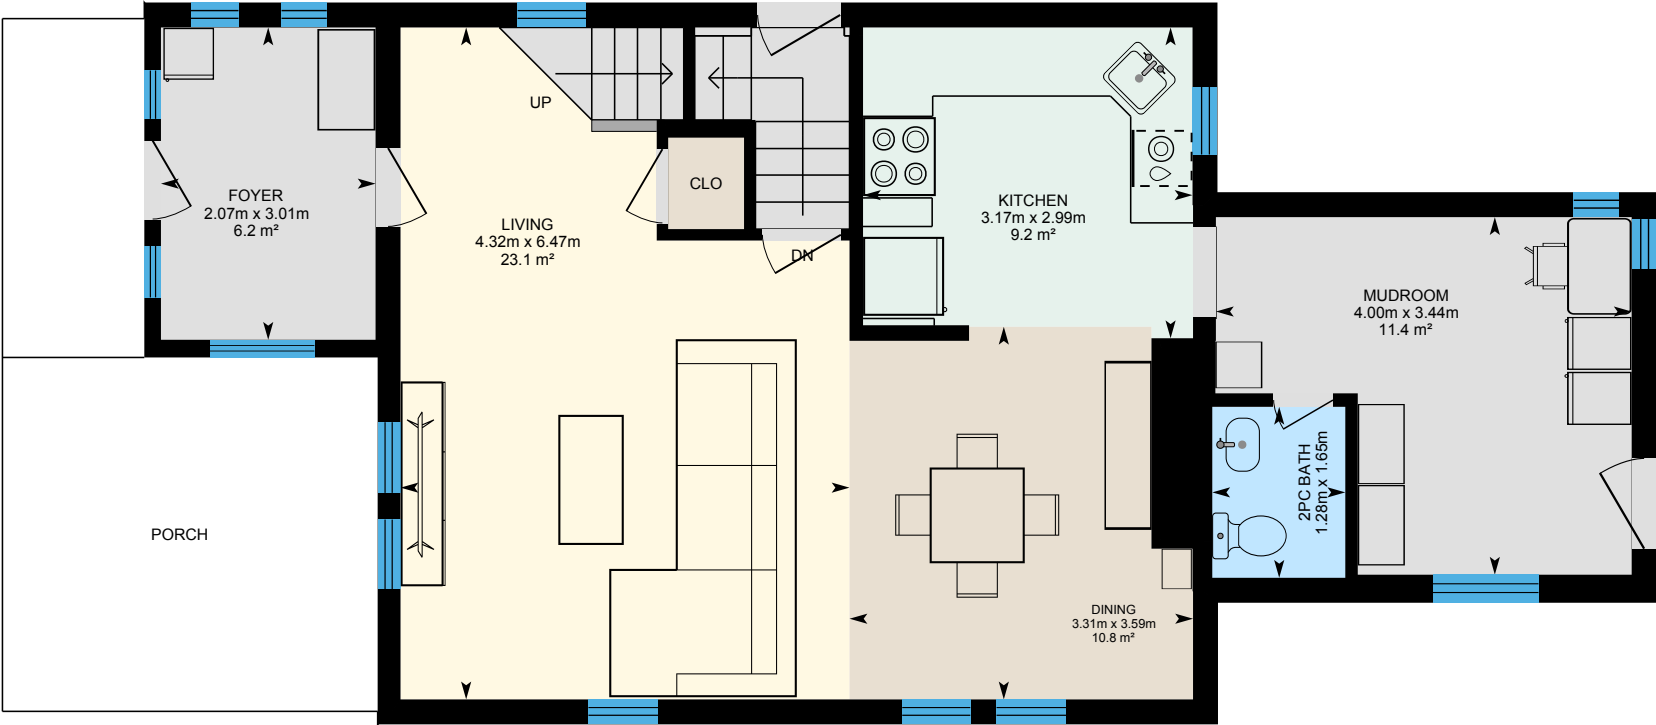 FOYER
2.07m x 3.01m
6.2 m²
UP
LIVING
4.32m x 6.47m
23.1 m²
CLO
DN
KITCHEN
3.17m x 2.99m
9.2 m²
MUDROOM
4.00m x 3.44m
11.4 m²
2PC BATH
1.28m x 1.65m
PORCH
DINING
3.31m x 3.59m
10.8 m²